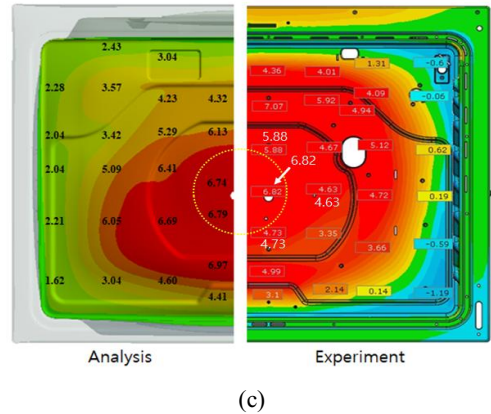 2.43
3.04
2.28 3.57
4.23 4.32
2.04 3.42 5.29 6.13
2.04 5.09 6.41
6.74
2.21 6.05 6.69 6.79
6.97
1.62 3.04 4.60
4.41
4.36 4.01 1.31 -0.6
7.07 5.92 4.09 -0.06
4.94
5.88
5.88 4.67 5.12 0.62
6.82
6.82 4.63 4.72 0.19
4.63
4.73 3.35 3.66 -0.59
4.73
4.99
3.1 2.14 0.14 -1.19
Analysis Experiment
(c)